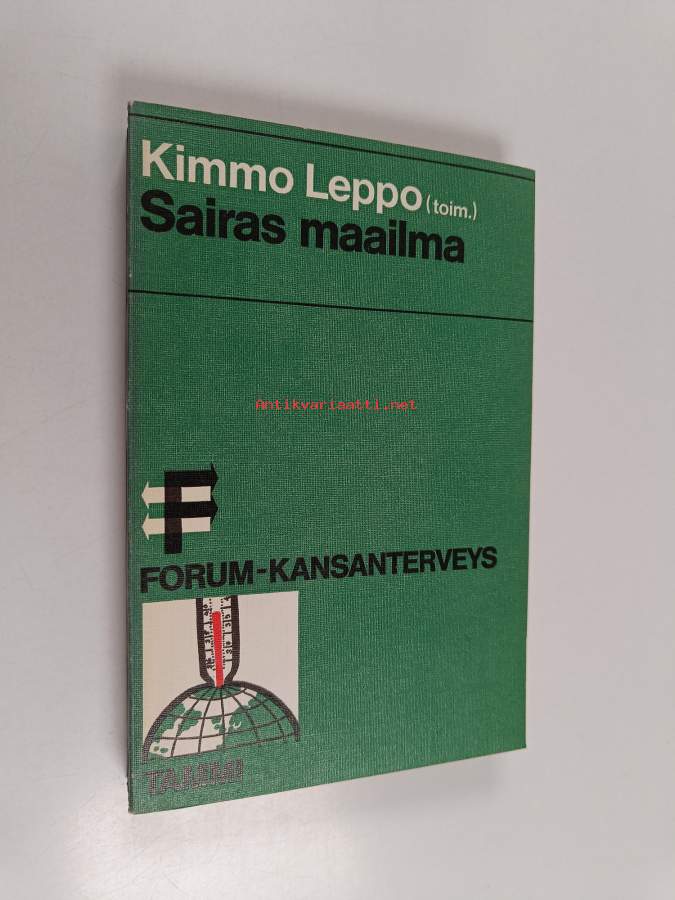 Kimmo Leppo (toim.)
Sairas maailma
Antikvariaatti.net
F
FORUM-KANSANTERVEYS
TAMMI